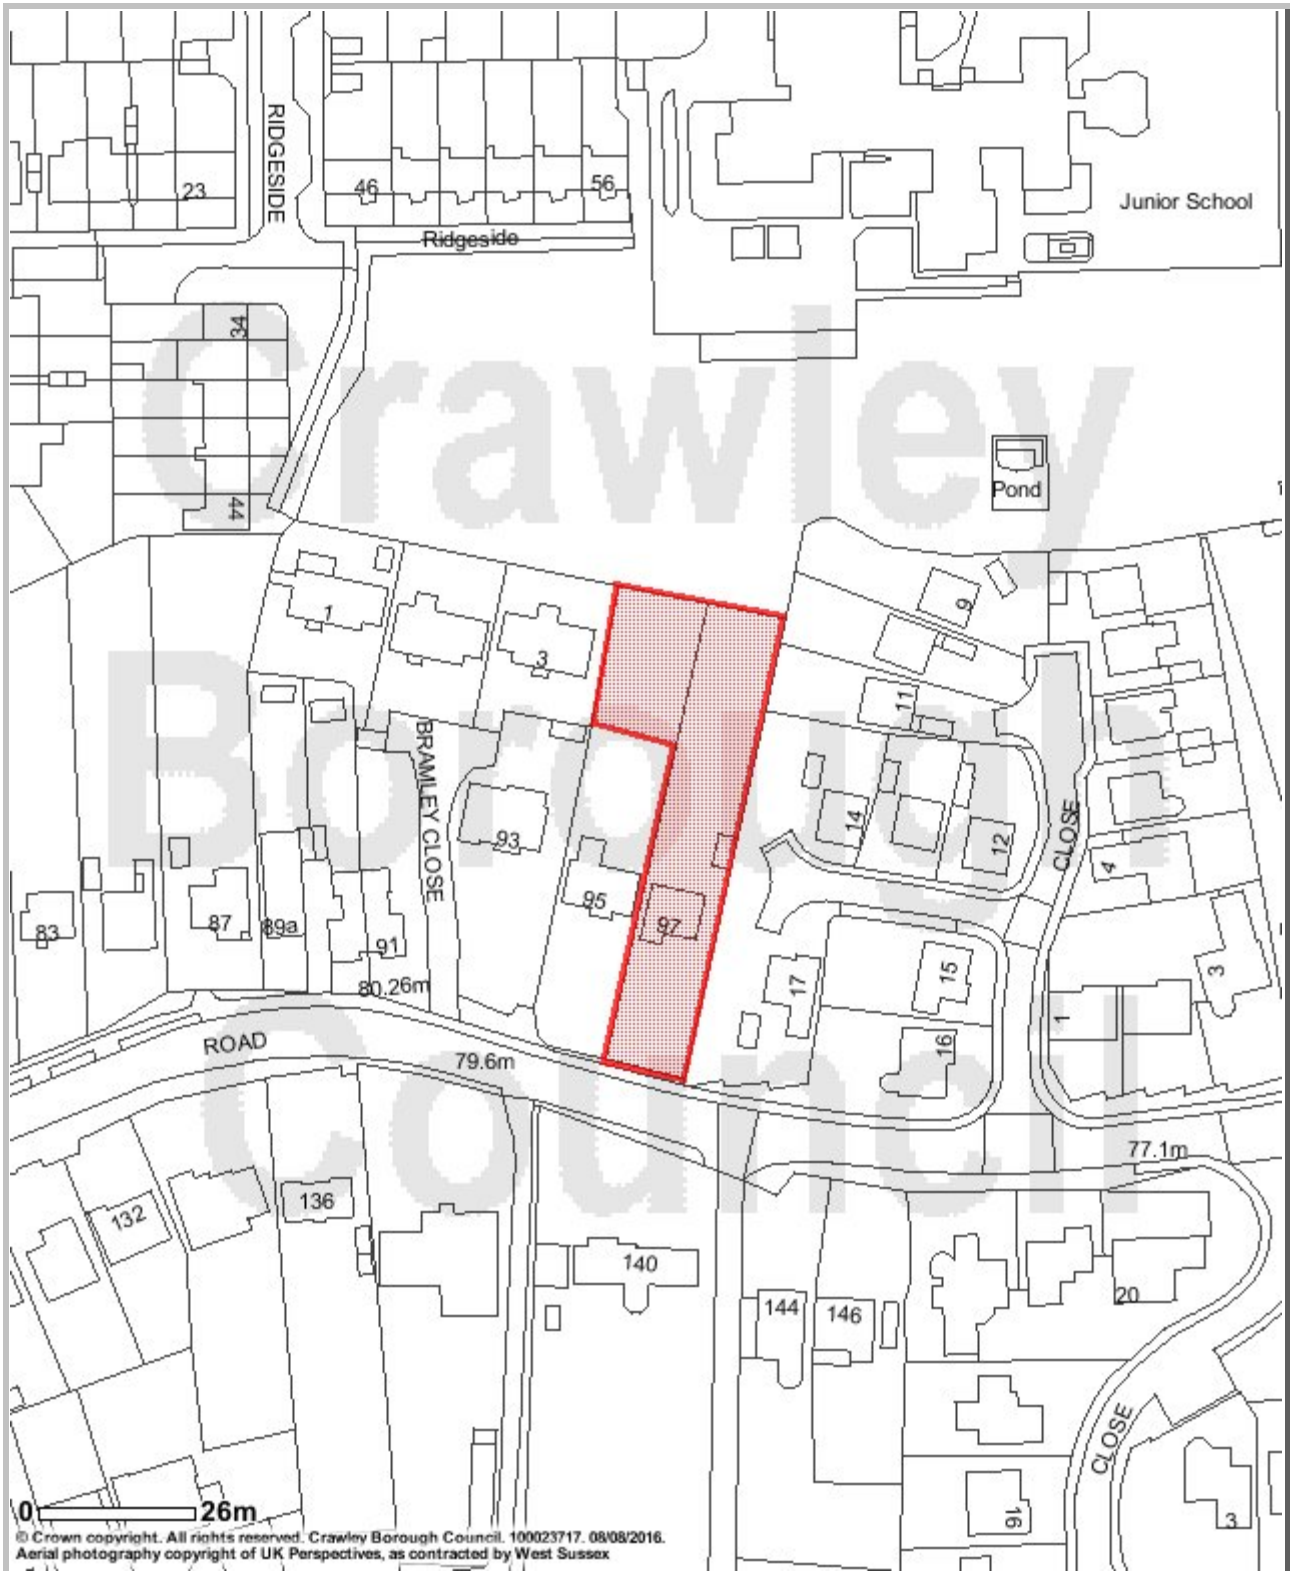 RIDGESIDE
23
46
56
Junior School
Ridgeside
34
Crawley
44
Pond
1
3
9
11
BRAMLEY CLOSE
Borough
93
95
97
14
12
CLOSE
4
83
87
89a
91
80.26m
17
15
3
16
1
ROAD
79.6m
Council
77.1m
132
136
140
144
146
20
CLOSE
16
3
0 26m
© Crown copyright. All rights reserved. Crawley Borough Council. 100023717. 08/08/2016.
Aerial photography copyright of UK Perspectives, as contracted by West Sussex